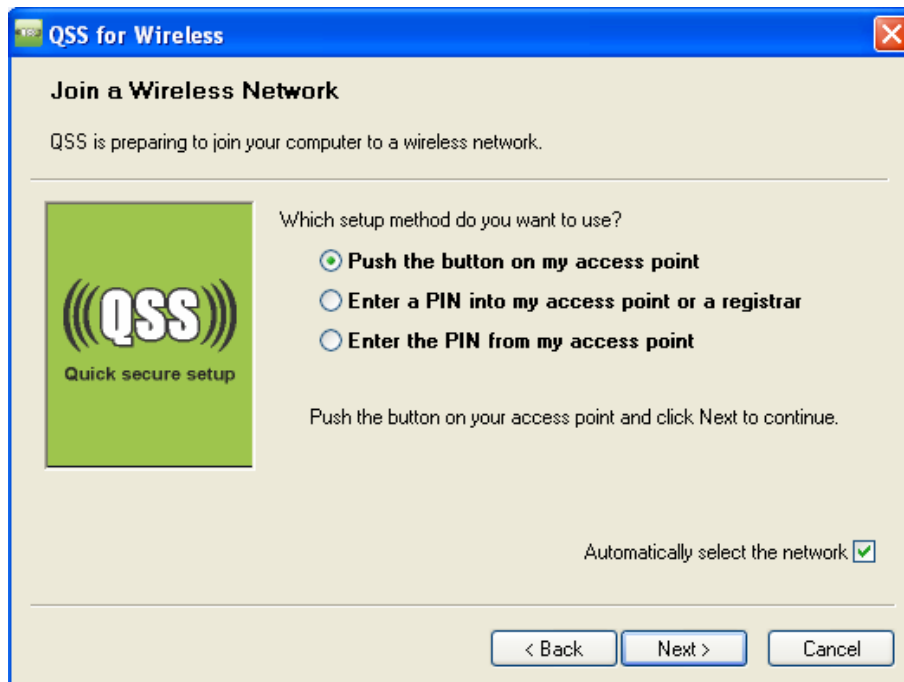 QSS for Wireless
Join a Wireless Network
QSS is preparing to join your computer to a wireless network.
Which setup method do you want to use?
Push the button on my access point
Enter a PIN into my access point or a registrar
Enter the PIN from my access point
(((QSS)))
Quick secure setup
Push the button on your access point and click Next to continue.
Automatically select the network
< Back
Next >
Cancel